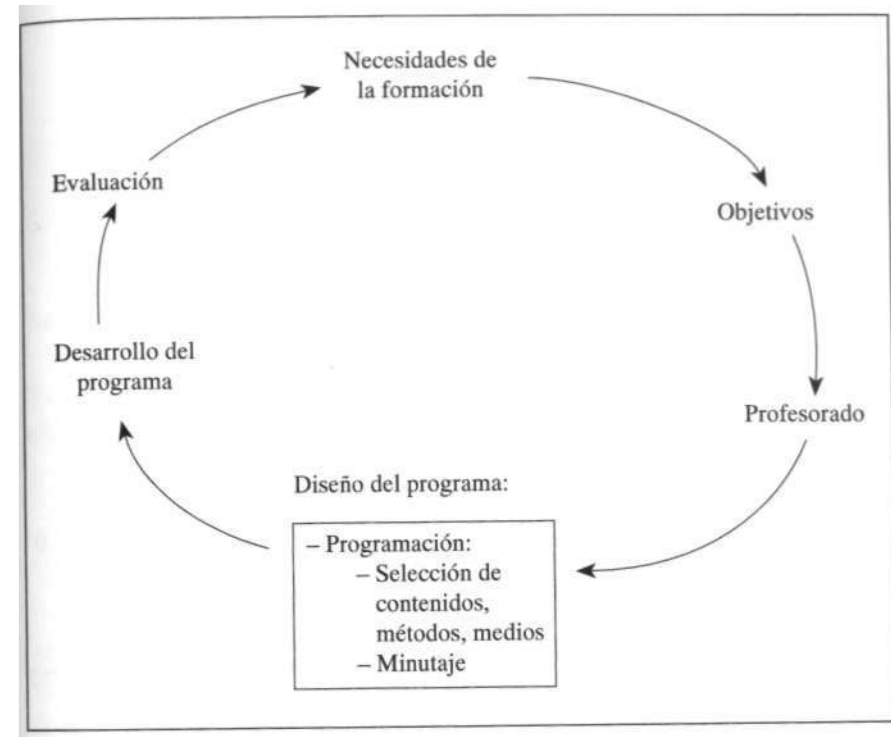 Necesidades de
la formación
Objetivos
Profesorado
Diseño del programa:
– Programación:
– Selección de
contenidos,
métodos, medios
– Minutaje
Desarrollo del
programa
Evaluación